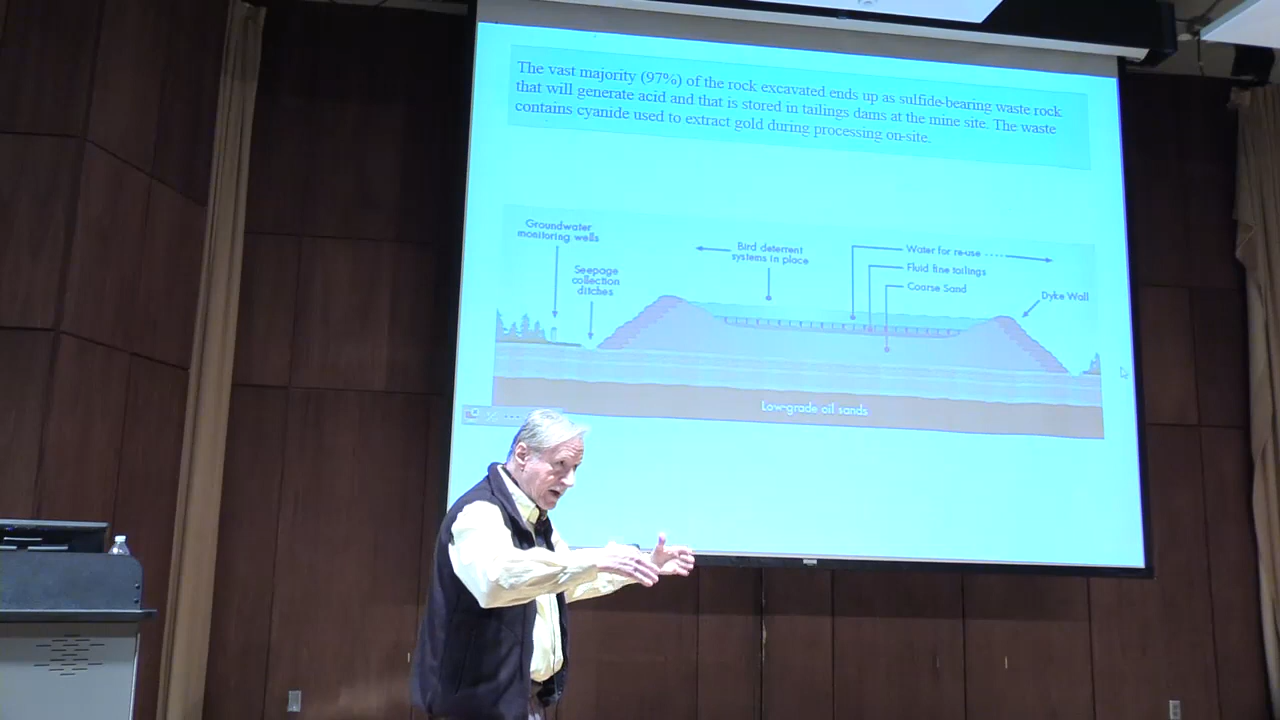 The vast majority (97%) of the rock excavated ends up as sulfide-bearing waste rock
that will generate acid and that is stored in tailings dams at the mine site. The waste
contains cyanide used to extract gold during processing on-site.
Groundwater
monitoring wells
Seepage
collection
ditches
Bird deterrent
systems in place
Water for re-use
Fluid fine tailings
Coarse Sand
Dyke Wall
Low-grade oil sands